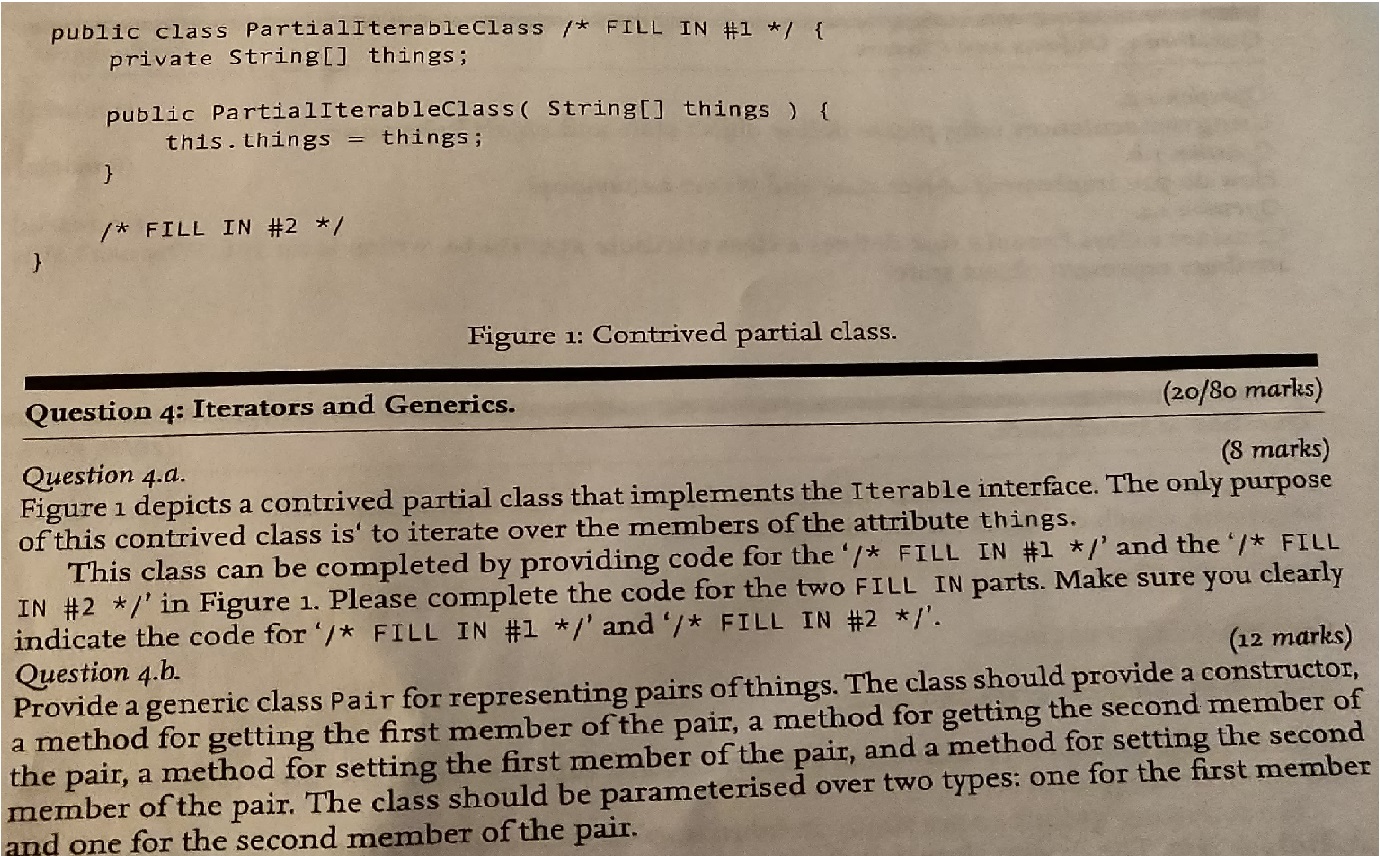 public class PartialIterableClass /* FILL IN #1 */ {
private String[] things;
public PartialIterableClass( String[] things ) {
this.things = things;
}
/* FILL IN #2 */
}
Figure 1: Contrived partial class.
Question 4: Iterators and Generics.
(20/80 marks)
Question 4.a.
(8 marks)
Figure 1 depicts a contrived partial class that implements the Iterable interface. The only purpose
of this contrived class is' to iterate over the members of the attribute things.
This class can be completed by providing code for the ‘/* FILL IN #1 */’ and the ‘/* FILL
IN #2 */’ in Figure 1. Please complete the code for the two FILL IN parts. Make sure you clearly
indicate the code for ‘/* FILL IN #1 */’ and ‘/* FILL IN #2 */’.
Question 4.b.
(12 marks)
Provide a generic class Pair for representing pairs of things. The class should provide a constructor,
a method for getting the first member of the pair, a method for getting the second member of
the pair, a method for setting the first member of the pair, and a method for setting the second
member of the pair. The class should be parameterised over two types: one for the first member
and one for the second member of the pair.